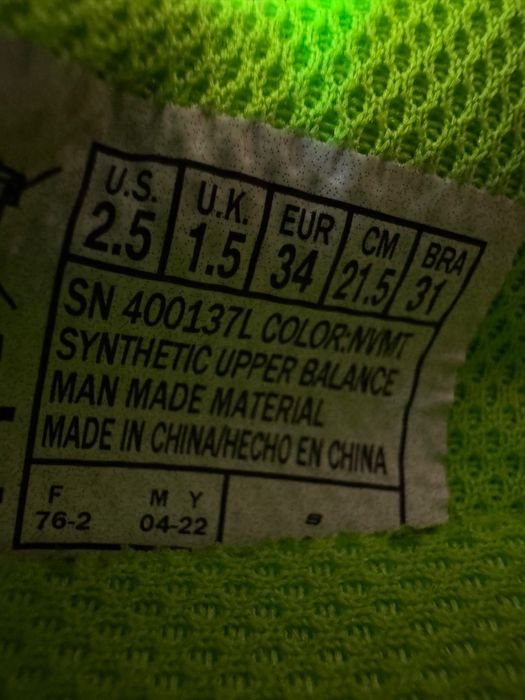 U.S. U.K. EUR CM BRA
2.5 1.5 34 21.5 31
SN 400137L COLOR:NVMT
SYNTHETIC UPPER BALANCE
MAN MADE MATERIAL
MADE IN CHINA/HECHO EN CHINA
F M Y
76-2 04-22